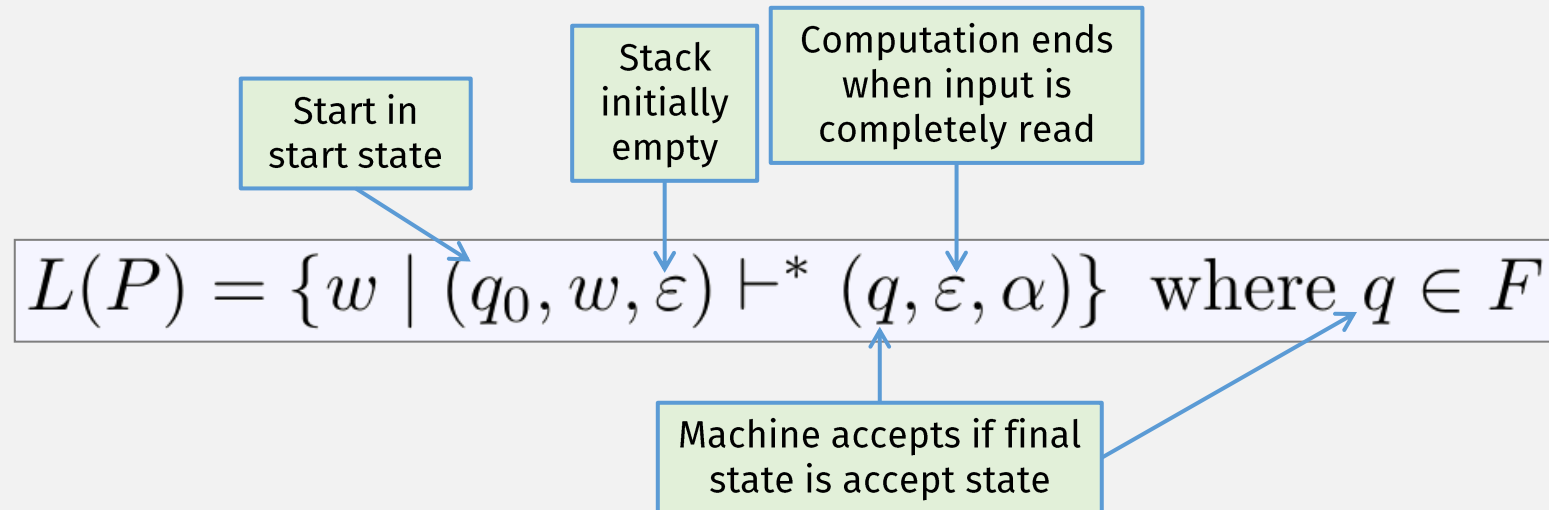 Start in
start state
Stack
initially
empty
Computation ends
when input is
completely read
L(P) = {w | (q₀, w, ε) ⊢* (q, ε, α)} where q ∈ F
Machine accepts if final
state is accept state